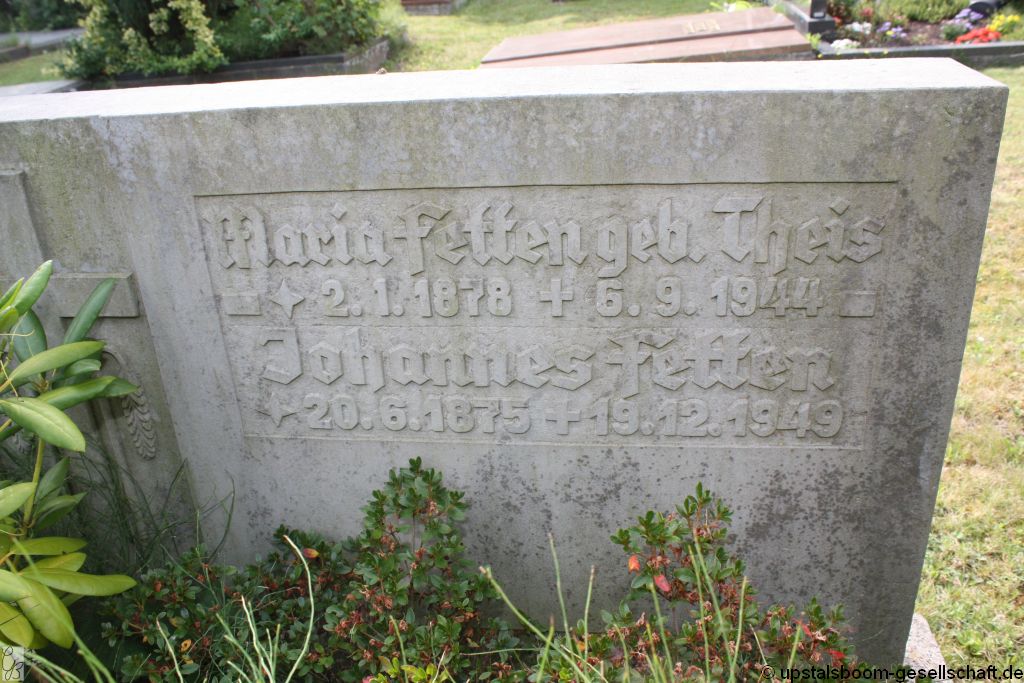 Maria Fetten geb. Theis
2. 1. 1878 + 6. 9. 1944
Johannes Fetten
20. 6. 1875 + 19. 12. 1949
© upstalsboom-gesellschaft.de